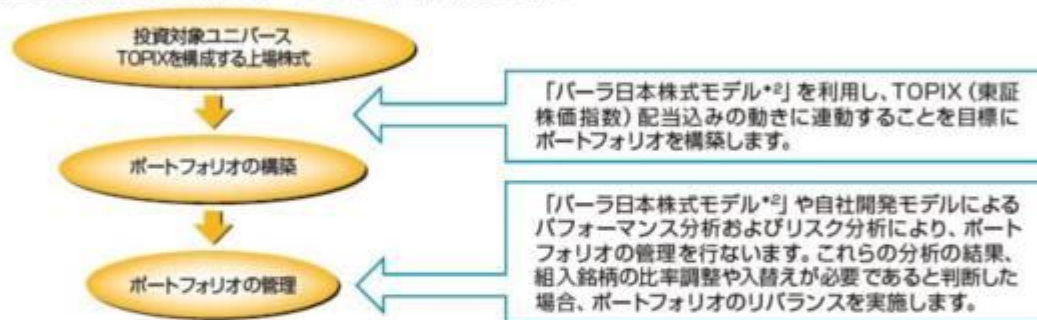 投資対象ユニバース
TOPIXを構成する上場株式
「バーラ日本株式モデル*2」を利用し、TOPIX（東証
株価指数）配当込みの動きに連動することを目標に
ポートフォリオを構築します。
ポートフォリオの構築
「バーラ日本株式モデル*2」や自社開発モデルによる
パフォーマンス分析およびリスク分析により、ポート
フォリオの管理を行ないます。これらの分析の結果、
組入銘柄の比率調整や入替えが必要であると判断した
場合、ポートフォリオのリバランスを実施します。
ポートフォリオの管理